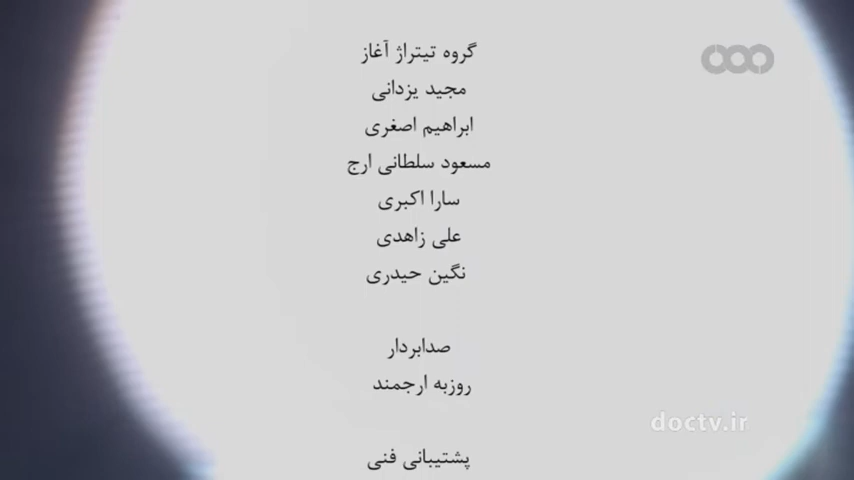 گروه تیتراژ آغاز
مجید یزدانی
ابراهیم اصغری
مسعود سلطانی ارج
سارا اکبری
علی زاهدی
نگین حیدری
صدابردار
روزبه ارجمند
doctv.ir
پشتیبانی فنی